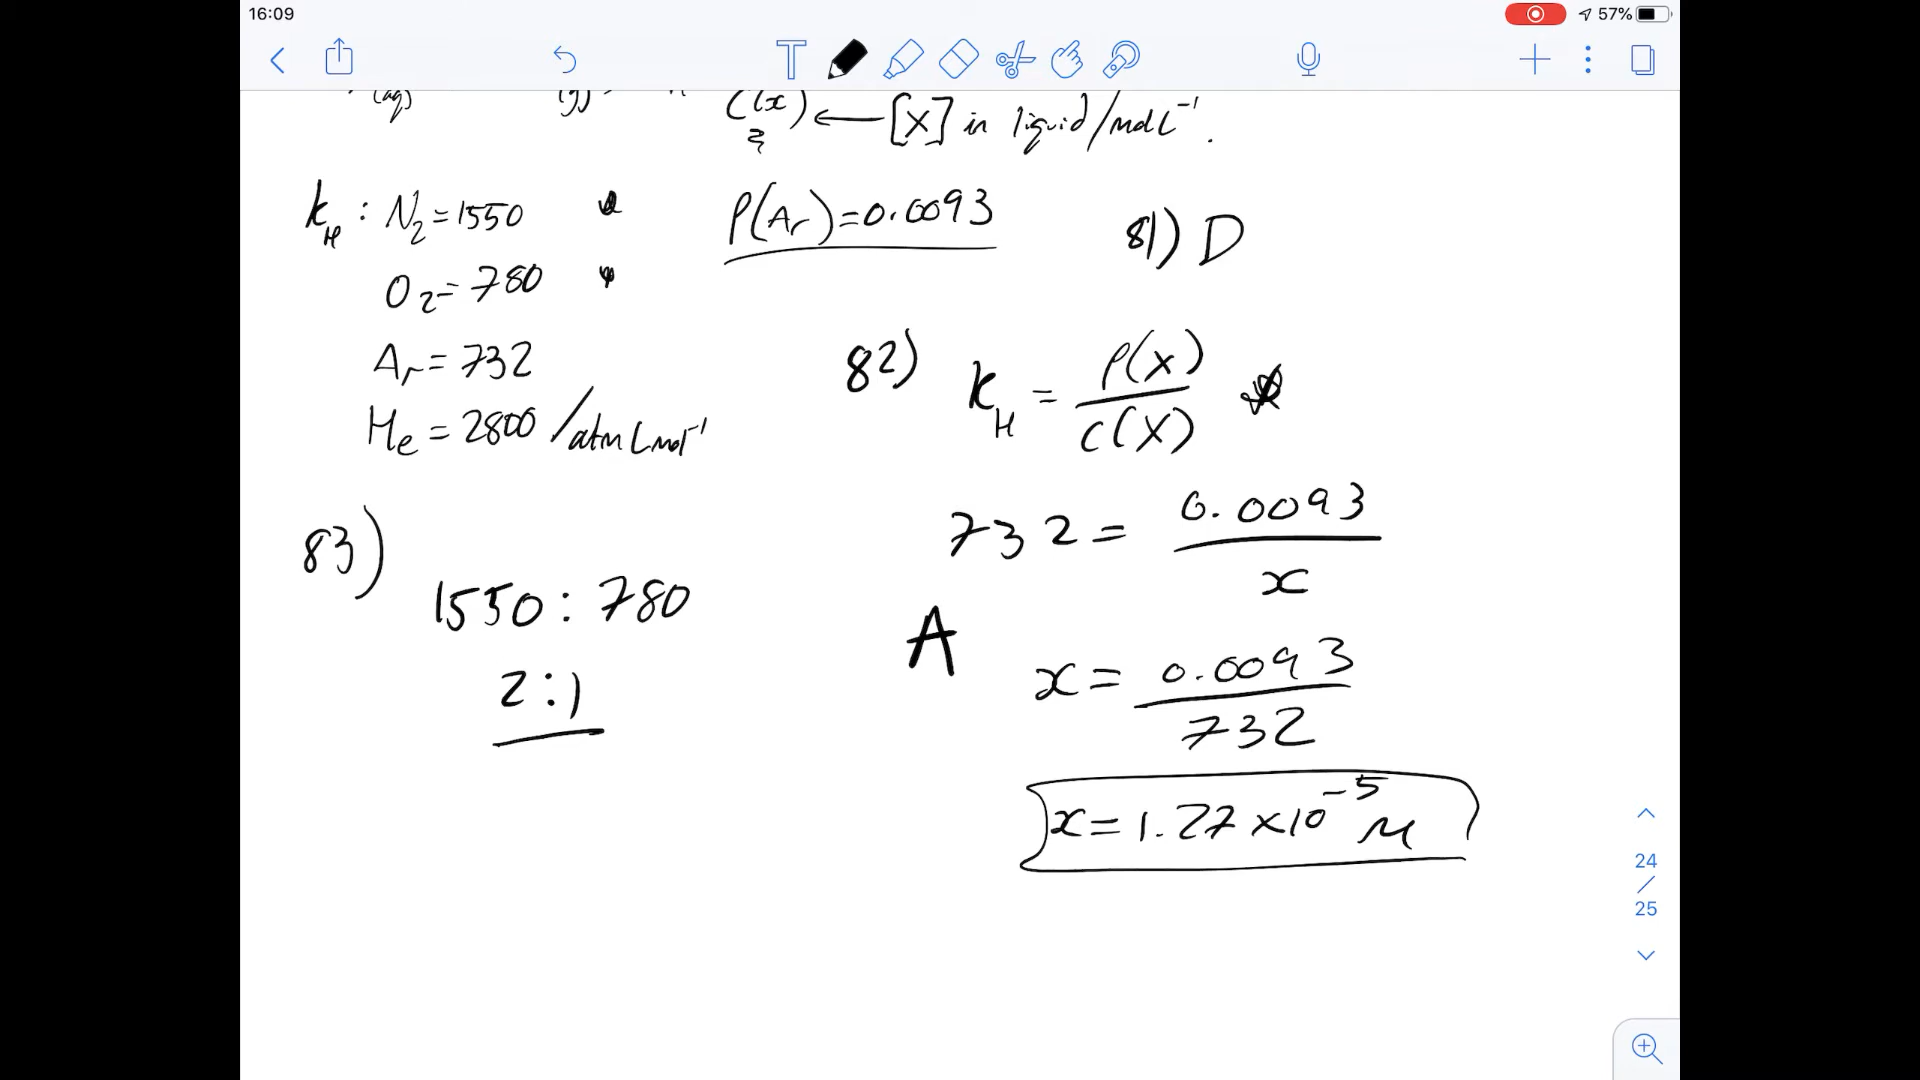 16:09
57%
(aq) (g)
C(x) ← [X] in liquid/mol L⁻¹.
k_H : N₂ = 1550
O₂ = 780
Ar = 732
He = 2800 /atm L mol⁻¹
P(Ar) = 0.0093
81) D
82) k_H = P(X)/C(X)
732 = 0.0093/x
A
x = 0.0093/732
x = 1.27 × 10⁻⁵ M
83)
1550 : 780
2 : 1
24
/
25